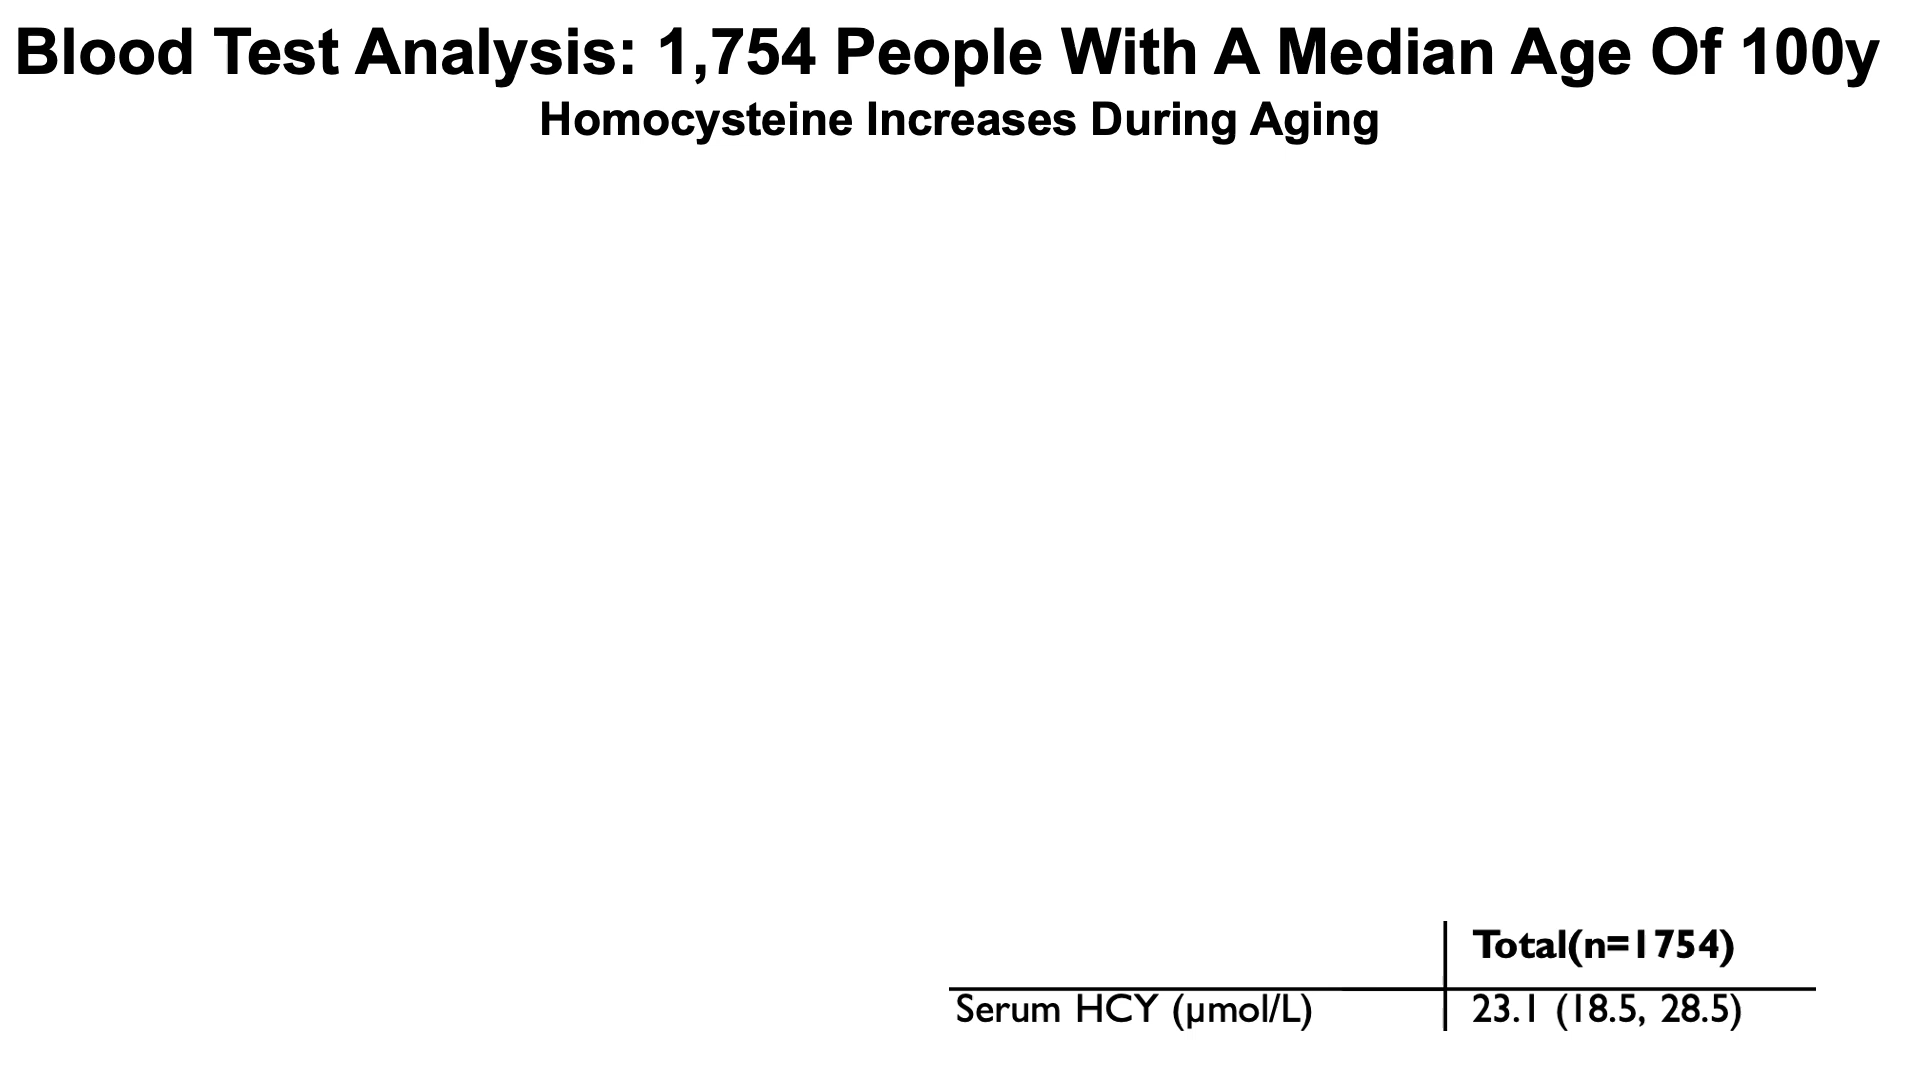 Blood Test Analysis: 1,754 People With A Median Age Of 100y
Homocysteine Increases During Aging
Total(n=1754)
Serum HCY (μmol/L) 23.1 (18.5, 28.5)